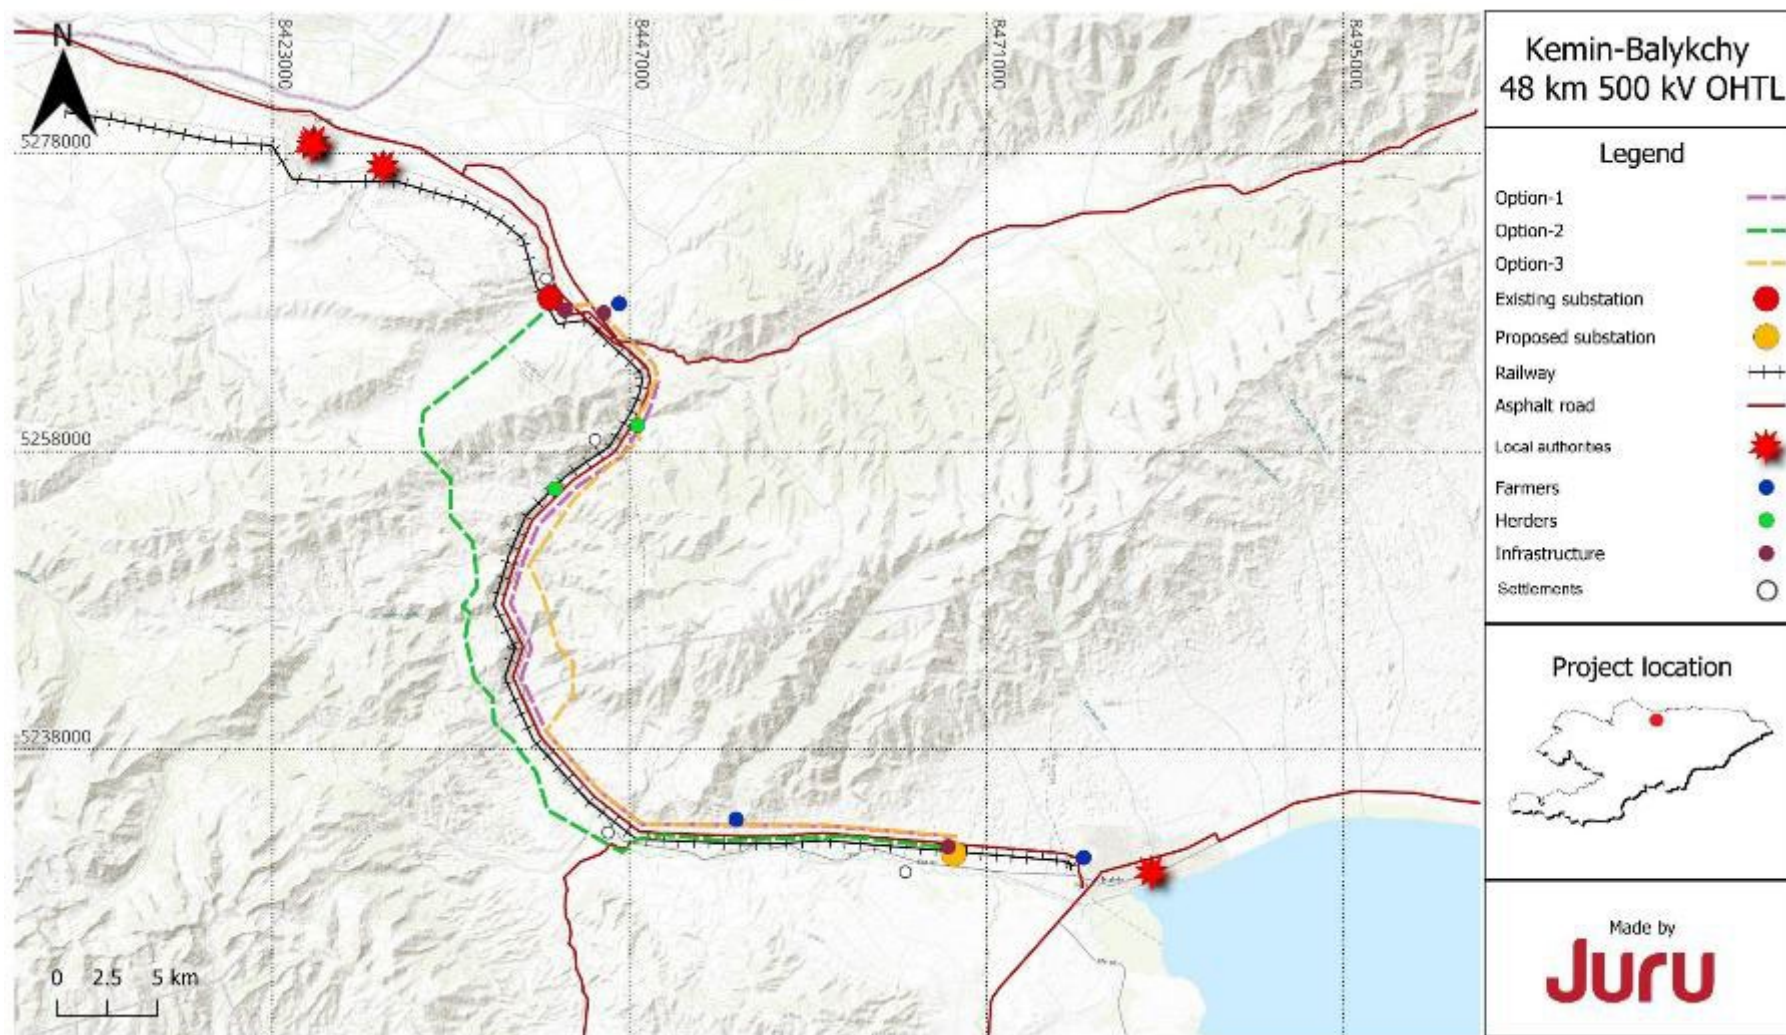 Kemin-Balykchy
48 km 500 kV OHTL
Legend
Option-1
Option-2
Option-3
Existing substation
Proposed substation
Railway
Asphalt road
Local authorities
Farmers
Herders
Infrastructure
Settlements
Project location
Made by
Juru
N
8423000
8447000
8471000
8495000
5278000
5258000
5238000
0 2.5 5 km